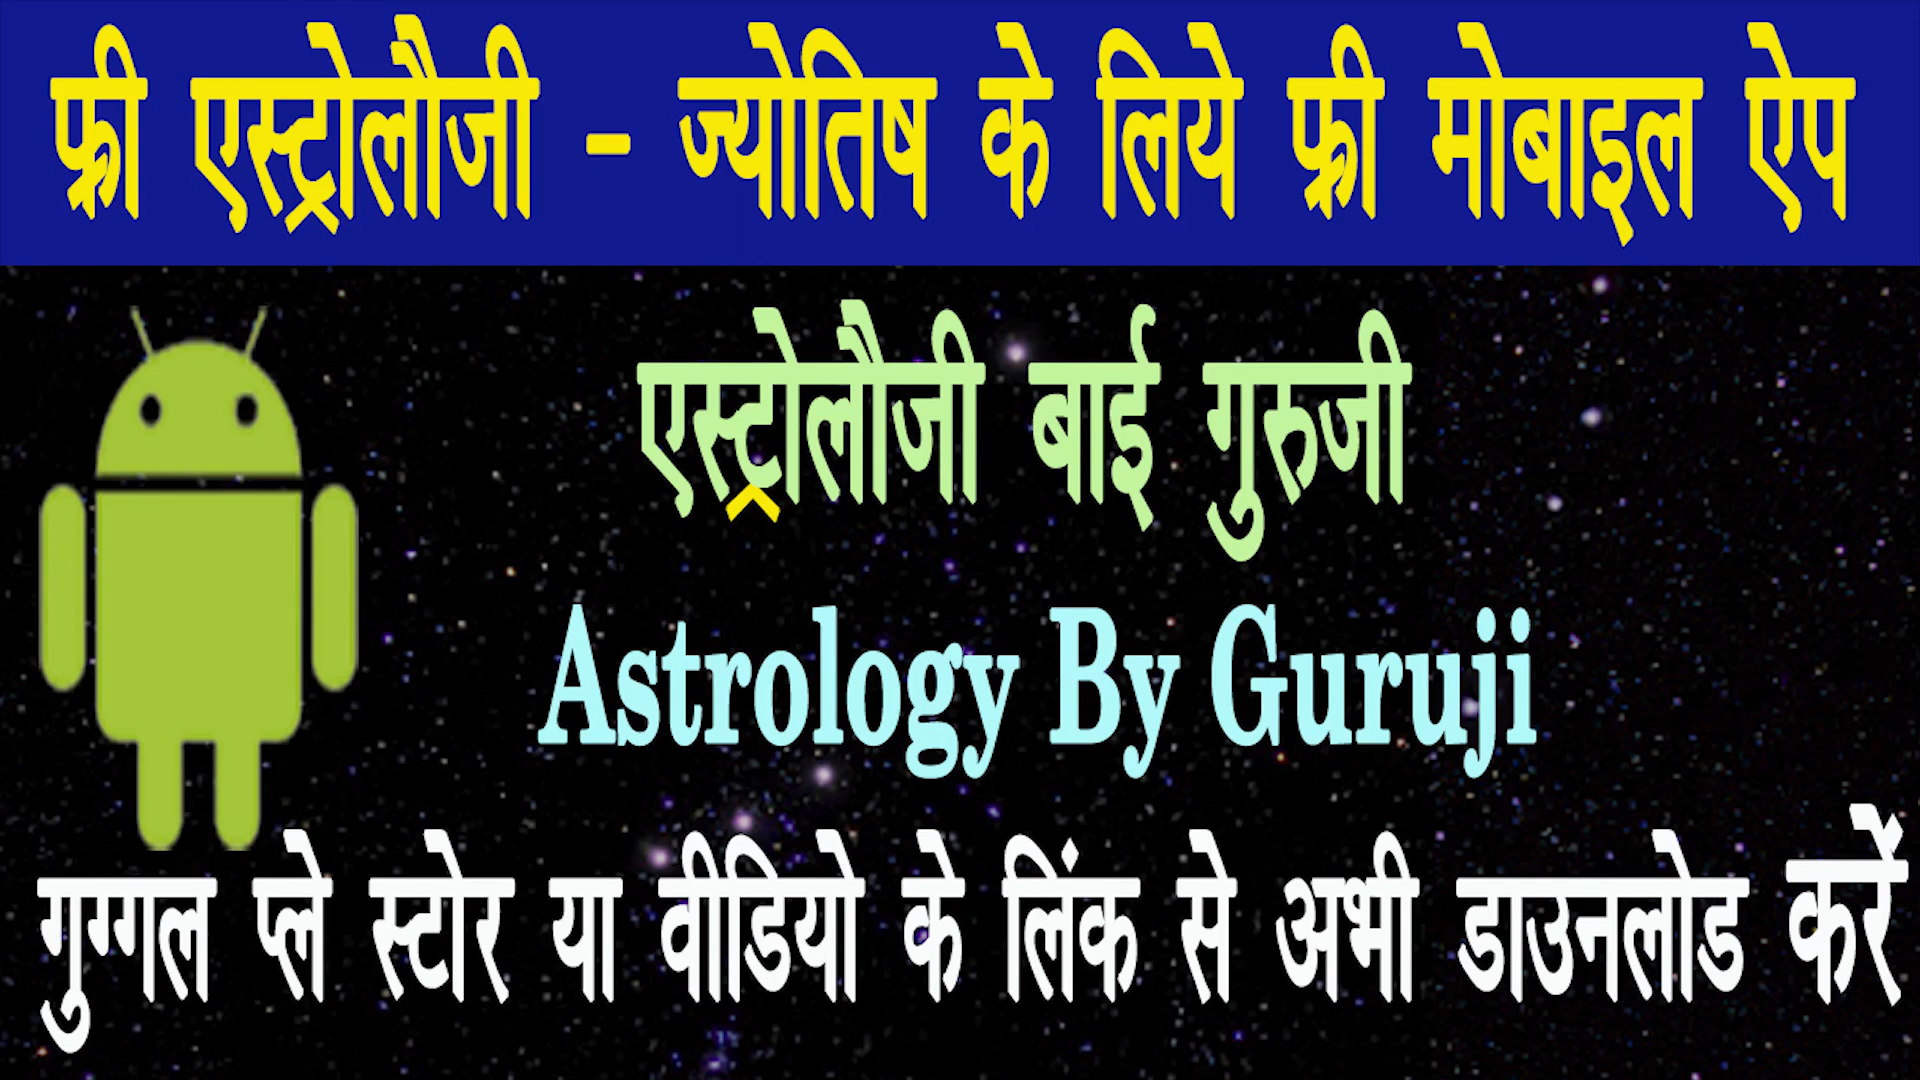 फ्री एस्ट्रोलौजी - ज्योतिष के लिये फ्री मोबाइल ऐप
एस्ट्रोलौजी बाई गुरुजी
Astrology By Guruji
गुग्गल प्ले स्टोर या वीडियो के लिंक से अभी डाउनलोड करें